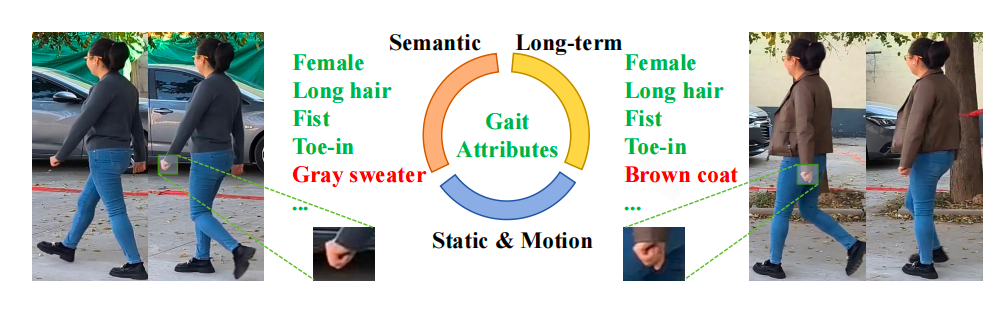 Semantic
Long-term
Female
Long hair
Fist
Toe-in
Gray sweater
...
Gait
Attributes
Female
Long hair
Fist
Toe-in
Brown coat
...
Static & Motion